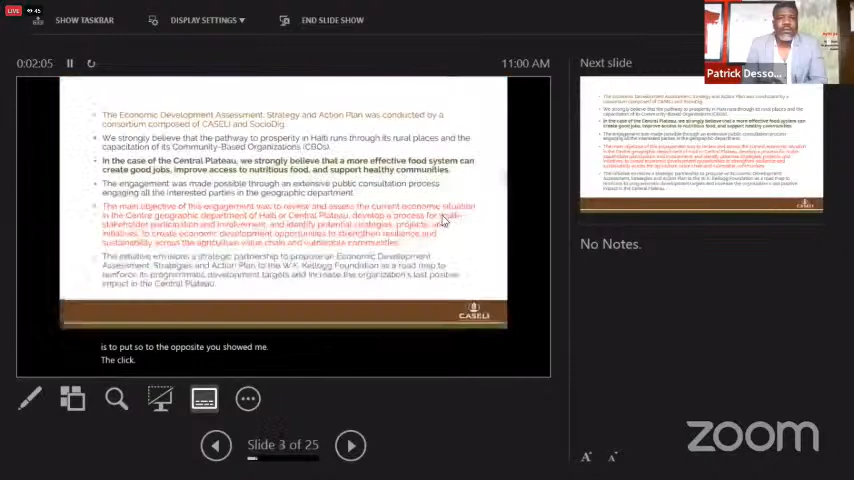 LIVE 45
SHOW TASKBAR
DISPLAY SETTINGS ▼
END SLIDE SHOW
0:02:05
11:00 AM
Next slide
Patrick Desso...
The Economic Development Assessment, Strategy and Action Plan was conducted by a
consortium composed of CASELI and SocioDig.
We strongly believe that the pathway to prosperity in Haiti runs through its rural places and the
capacitation of its Community-Based Organizations (CBOs).
In the case of the Central Plateau, we strongly believe that a more effective food system can
create good jobs, improve access to nutritious food, and support healthy communities.
The engagement was made possible through an extensive public consultation process
engaging all the interested parties in the geographic department.
The main objective of this engagement was to review and assess the current economic situation
in the Centre geographic department of Haiti or Central Plateau, develop a process for multi-
stakeholder participation and involvement, and identify potential strategies, projects, and
initiatives, to create economic development opportunities to strengthen resilience and
sustainability across the agriculture value chain and vulnerable communities.
The initiative envisions a strategic partnership to propose an Economic Development
Assessment, Strategies and Action Plan to the W.K. Kellogg Foundation as a road map to
reinforce its programmatic development targets and increase the organization's last positive
impact in the Central Plateau.
CASELI
is to put so to the opposite you showed me.
The click.
No Notes.
Slide 3 of 25
A A
zoom